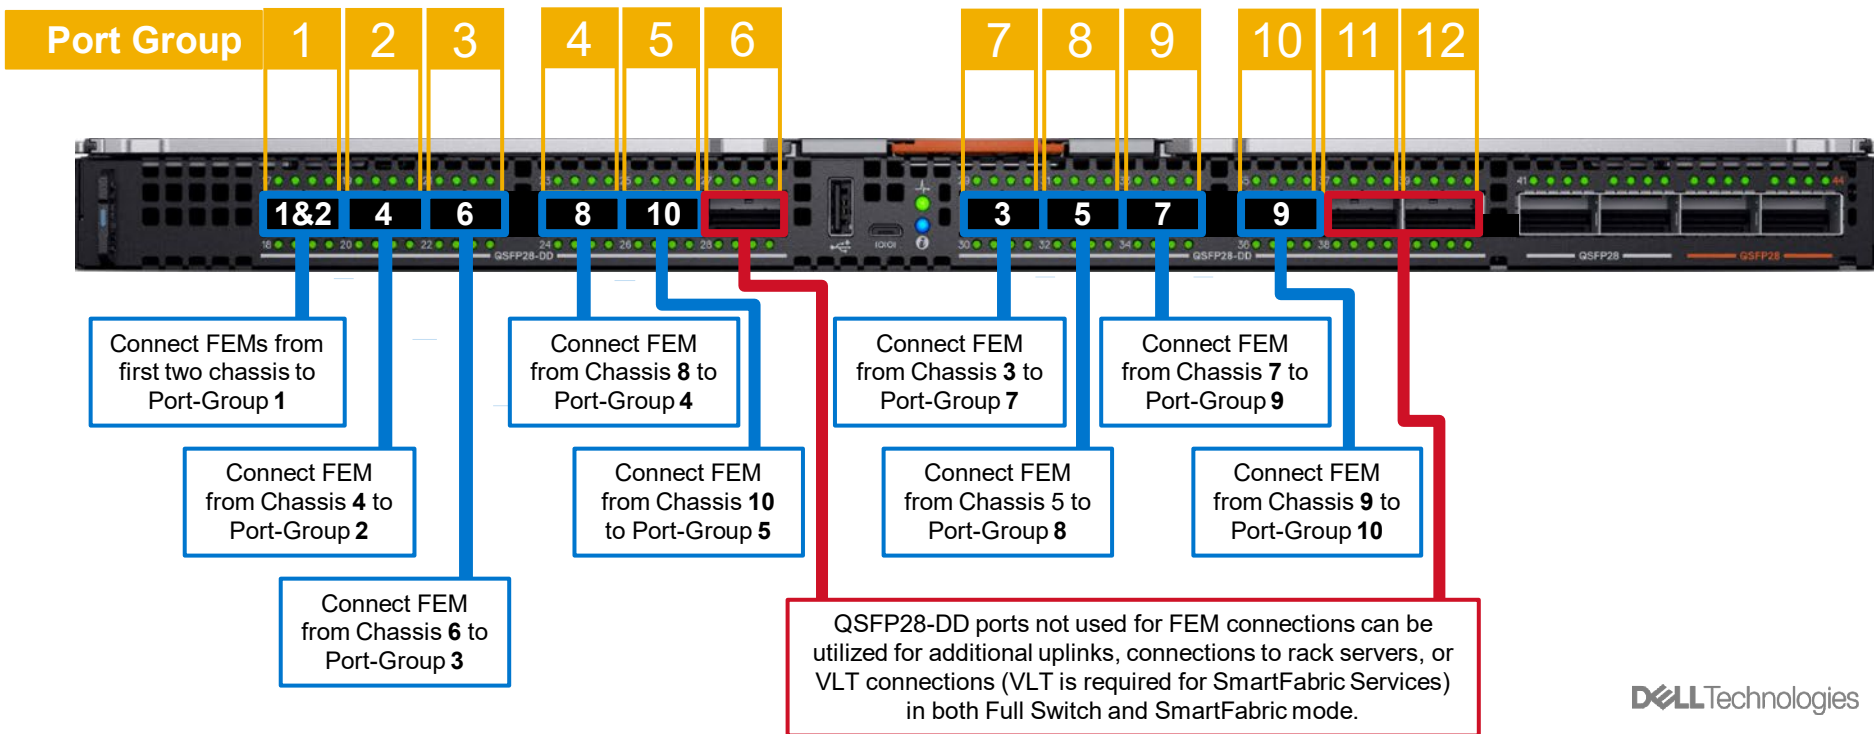 Port Group 1 2 3 4 5 6 7 8 9 10 11 12
41 44
1&2 4 6 8 10 3 5 7 9
18 20 22 24 26 28 30 32 34 36 38
QSFP28-DD QSFP28-DD QSFP28 QSFP28
Connect FEMs from
first two chassis to
Port-Group 1
Connect FEM
from Chassis 8 to
Port-Group 4
Connect FEM
from Chassis 3 to
Port-Group 7
Connect FEM
from Chassis 7 to
Port-Group 9
Connect FEM
from Chassis 4 to
Port-Group 2
Connect FEM
from Chassis 10
to Port-Group 5
Connect FEM
from Chassis 5 to
Port-Group 8
Connect FEM
from Chassis 9 to
Port-Group 10
Connect FEM
from Chassis 6 to
Port-Group 3
QSFP28-DD ports not used for FEM connections can be
utilized for additional uplinks, connections to rack servers, or
VLT connections (VLT is required for SmartFabric Services)
in both Full Switch and SmartFabric mode.
DELL Technologies